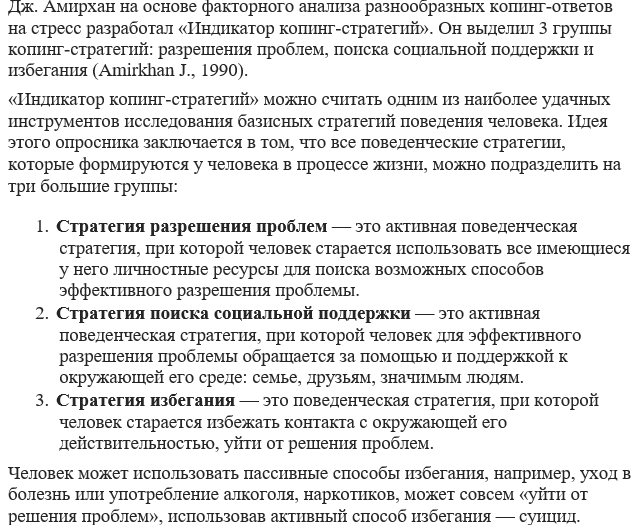 Дж. Амирхан на основе факторного анализа разнообразных копинг-ответов
на стресс разработал «Индикатор копинг-стратегий». Он выделил 3 группы
копинг-стратегий: разрешения проблем, поиска социальной поддержки и
избегания (Amirkhan J., 1990).
«Индикатор копинг-стратегий» можно считать одним из наиболее удачных
инструментов исследования базисных стратегий поведения человека. Идея
этого опросника заключается в том, что все поведенческие стратегии,
которые формируются у человека в процессе жизни, можно подразделить на
три большие группы:
1. Стратегия разрешения проблем — это активная поведенческая
стратегия, при которой человек старается использовать все имеющиеся
у него личностные ресурсы для поиска возможных способов
эффективного разрешения проблемы.
2. Стратегия поиска социальной поддержки — это активная
поведенческая стратегия, при которой человек для эффективного
разрешения проблемы обращается за помощью и поддержкой к
окружающей его среде: семье, друзьям, значимым людям.
3. Стратегия избегания — это поведенческая стратегия, при которой
человек старается избежать контакта с окружающей его
действительностью, уйти от решения проблем.
Человек может использовать пассивные способы избегания, например, уход в
болезнь или употребление алкоголя, наркотиков, может совсем «уйти от
решения проблем», использовав активный способ избегания — суицид.